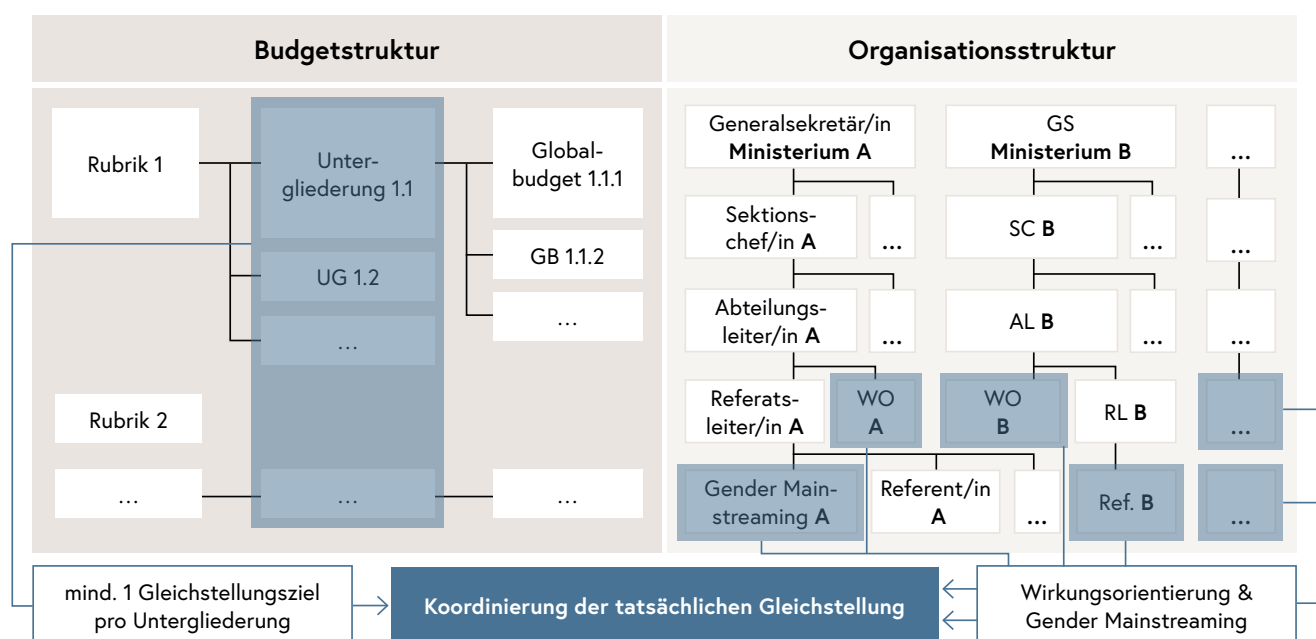 Budgetstruktur
Rubrik 1
Unter-
gliederung 1.1
Global-
budget 1.1.1
UG 1.2
GB 1.1.2
…
…
Rubrik 2
…
…
…
Organisationsstruktur
Generalsekretär/in
Ministerium A
GS
Ministerium B
...
Sektions-
chef/in A
...
SC B
...
...
Abteilungs-
leiter/in A
...
AL B
...
...
Referats-
leiter/in A
WO
A
WO
B
RL B
...
Gender Main-
streaming A
Referent/in
A
...
Ref. B
...
mind. 1 Gleichstellungsziel
pro Untergliederung
Koordinierung der tatsächlichen Gleichstellung
Wirkungsorientierung &
Gender Mainstreaming